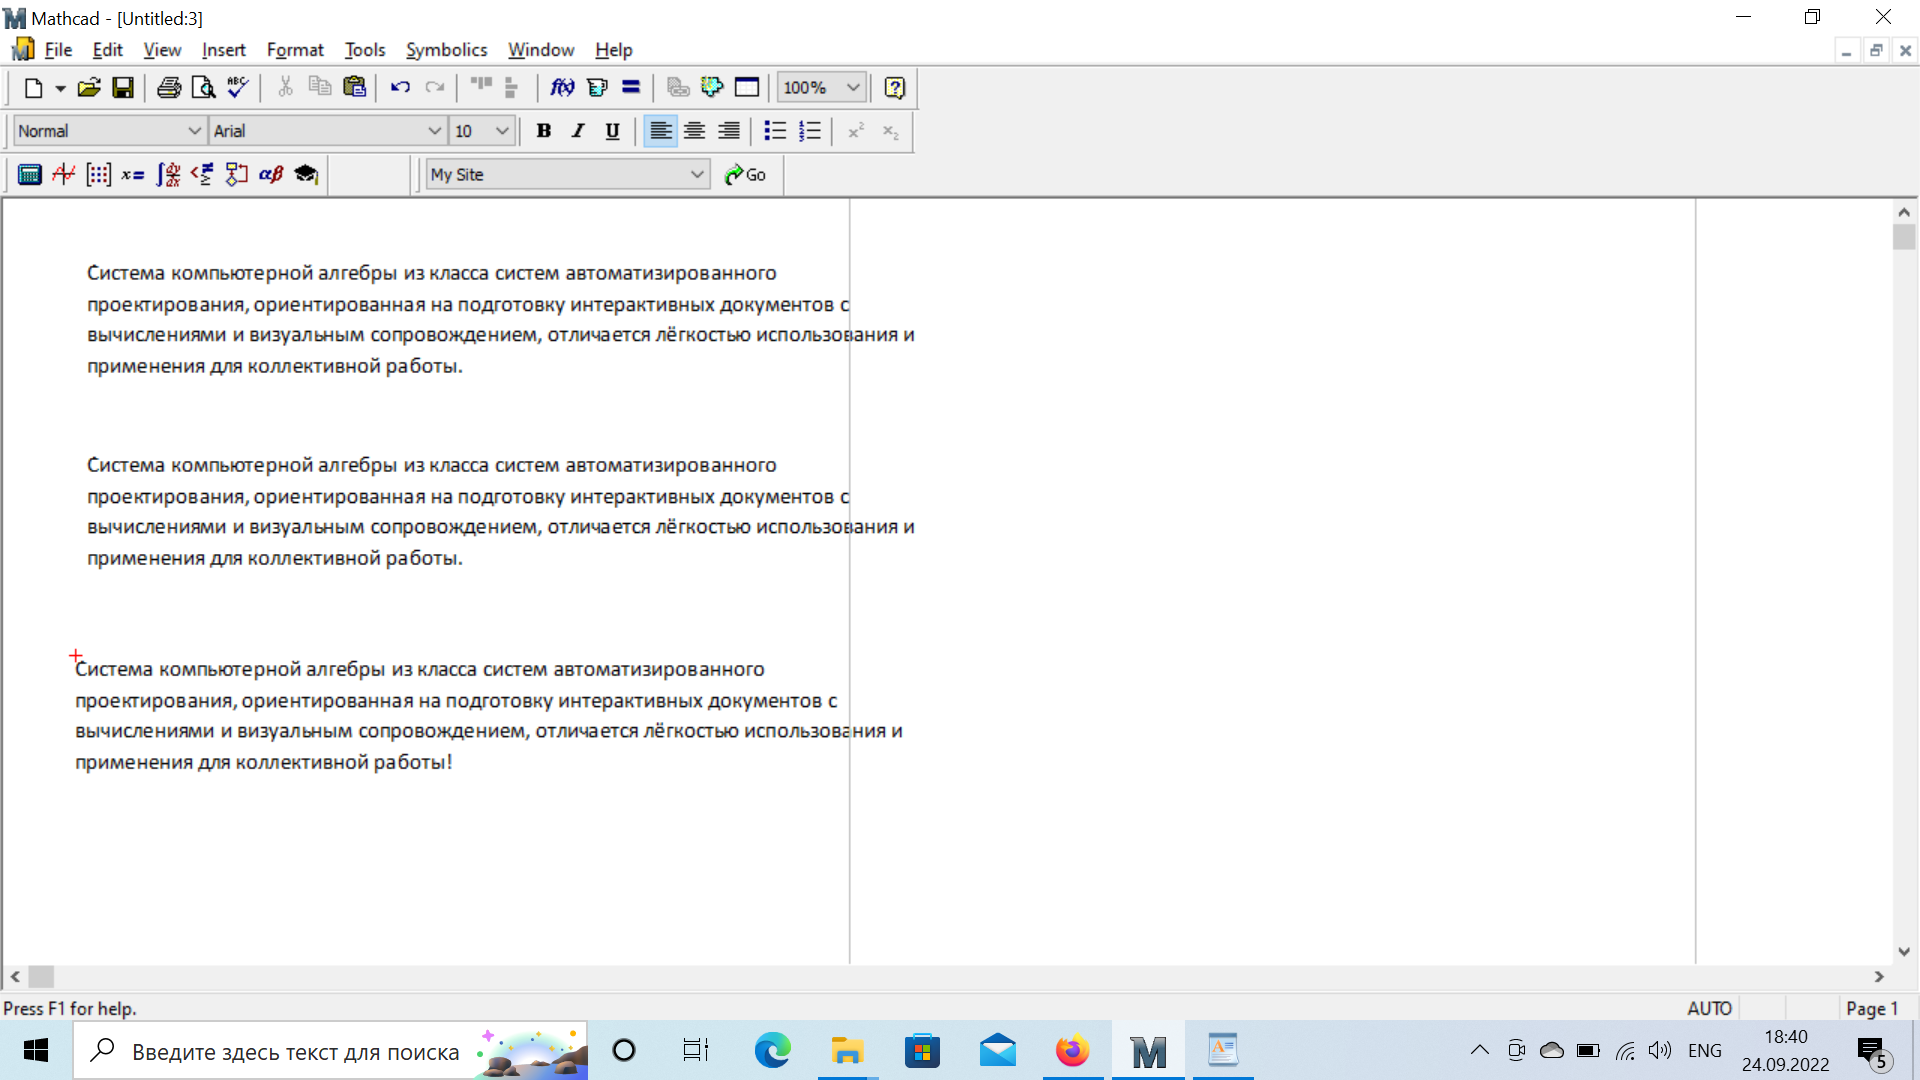 Mathcad - [Untitled:3]
File Edit View Insert Format Tools Symbolics Window Help
100%
Normal Arial 10 B I U
My Site Go
Система компьютерной алгебры из класса систем автоматизированного
проектирования, ориентированная на подготовку интерактивных документов с
вычислениями и визуальным сопровождением, отличается лёгкостью использования и
применения для коллективной работы.
Система компьютерной алгебры из класса систем автоматизированного
проектирования, ориентированная на подготовку интерактивных документов с
вычислениями и визуальным сопровождением, отличается лёгкостью использования и
применения для коллективной работы.
Система компьютерной алгебры из класса систем автоматизированного
проектирования, ориентированная на подготовку интерактивных документов с
вычислениями и визуальным сопровождением, отличается лёгкостью использования и
применения для коллективной работы!
Press F1 for help. AUTO Page 1
Введите здесь текст для поиска
ENG
18:40
24.09.2022
5